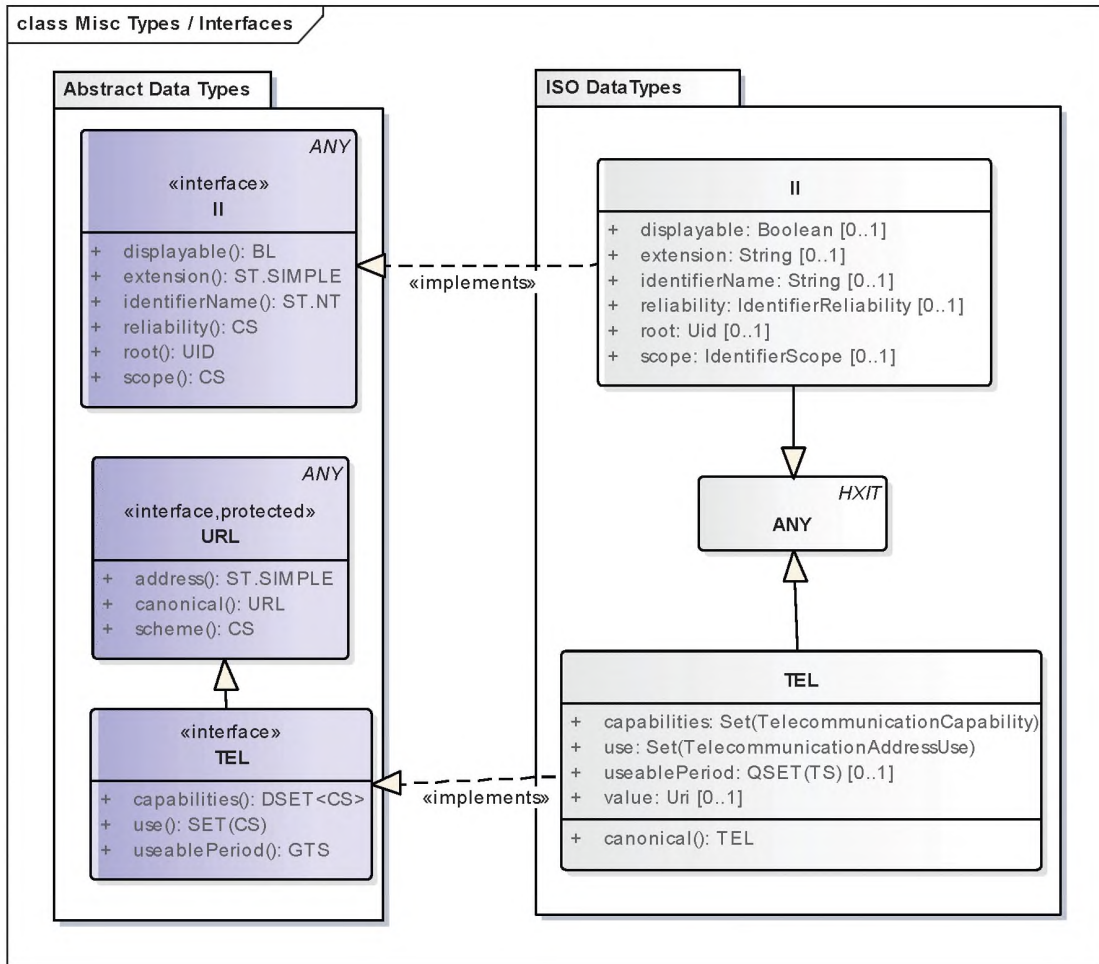 class Misc Types / Interfaces
Abstract Data Types
ANY
«interface»
II
+ displayable(): BL
+ extension(): ST.SIMPLE
+ identifierName(): ST.NT
+ reliability(): CS
+ root(): UID
+ scope(): CS
ANY
«interface,protected»
URL
+ address(): ST.SIMPLE
+ canonical(): URL
+ scheme(): CS
«interface»
TEL
+ capabilities(): DSET<CS>
+ use(): SET(CS)
+ useablePeriod(): GTS
«implements»
«implements»
ISO DataTypes
II
+ displayable: Boolean [0..1]
+ extension: String [0..1]
+ identifierName: String [0..1]
+ reliability: IdentifierReliability [0..1]
+ root: Uid [0..1]
+ scope: IdentifierScope [0..1]
HXIT
ANY
TEL
+ capabilities: Set(TelecommunicationCapability)
+ use: Set(TelecommunicationAddressUse)
+ useablePeriod: QSET(TS) [0..1]
+ value: Uri [0..1]
+ canonical(): TEL